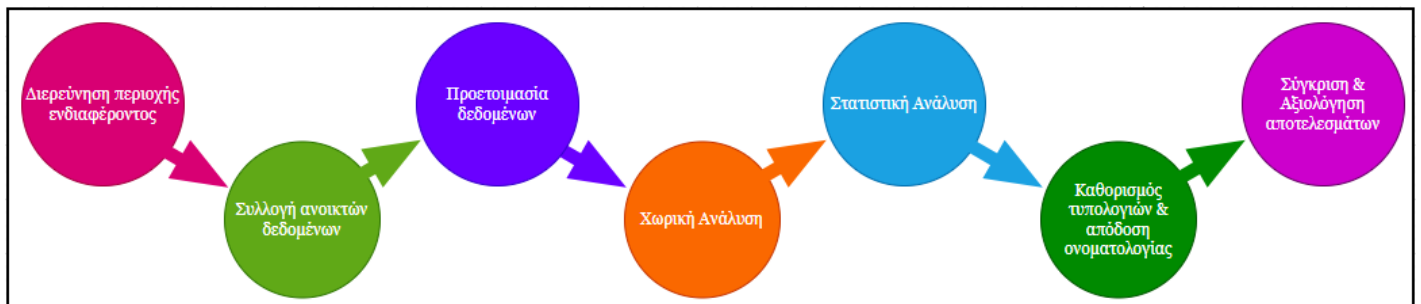 Διερεύνηση περιοχής
ενδιαφέροντος
Συλλογή ανοικτών
δεδομένων
Προετοιμασία
δεδομένων
Χωρική Ανάλυση
Στατιστική Ανάλυση
Καθορισμός
τυπολογιών &
απόδοση
ονοματολογίας
Σύγκριση &
Αξιολόγηση
αποτελεσμάτων